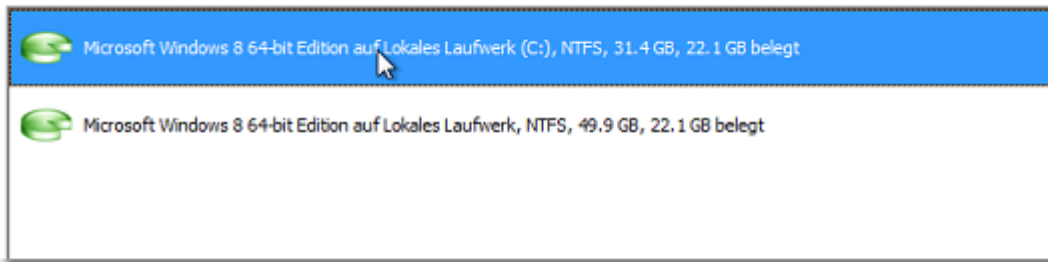 Microsoft Windows 8 64-bit Edition auf Lokales Laufwerk (C:), NTFS, 31.4 GB, 22.1 GB belegt
Microsoft Windows 8 64-bit Edition auf Lokales Laufwerk, NTFS, 49.9 GB, 22.1 GB belegt